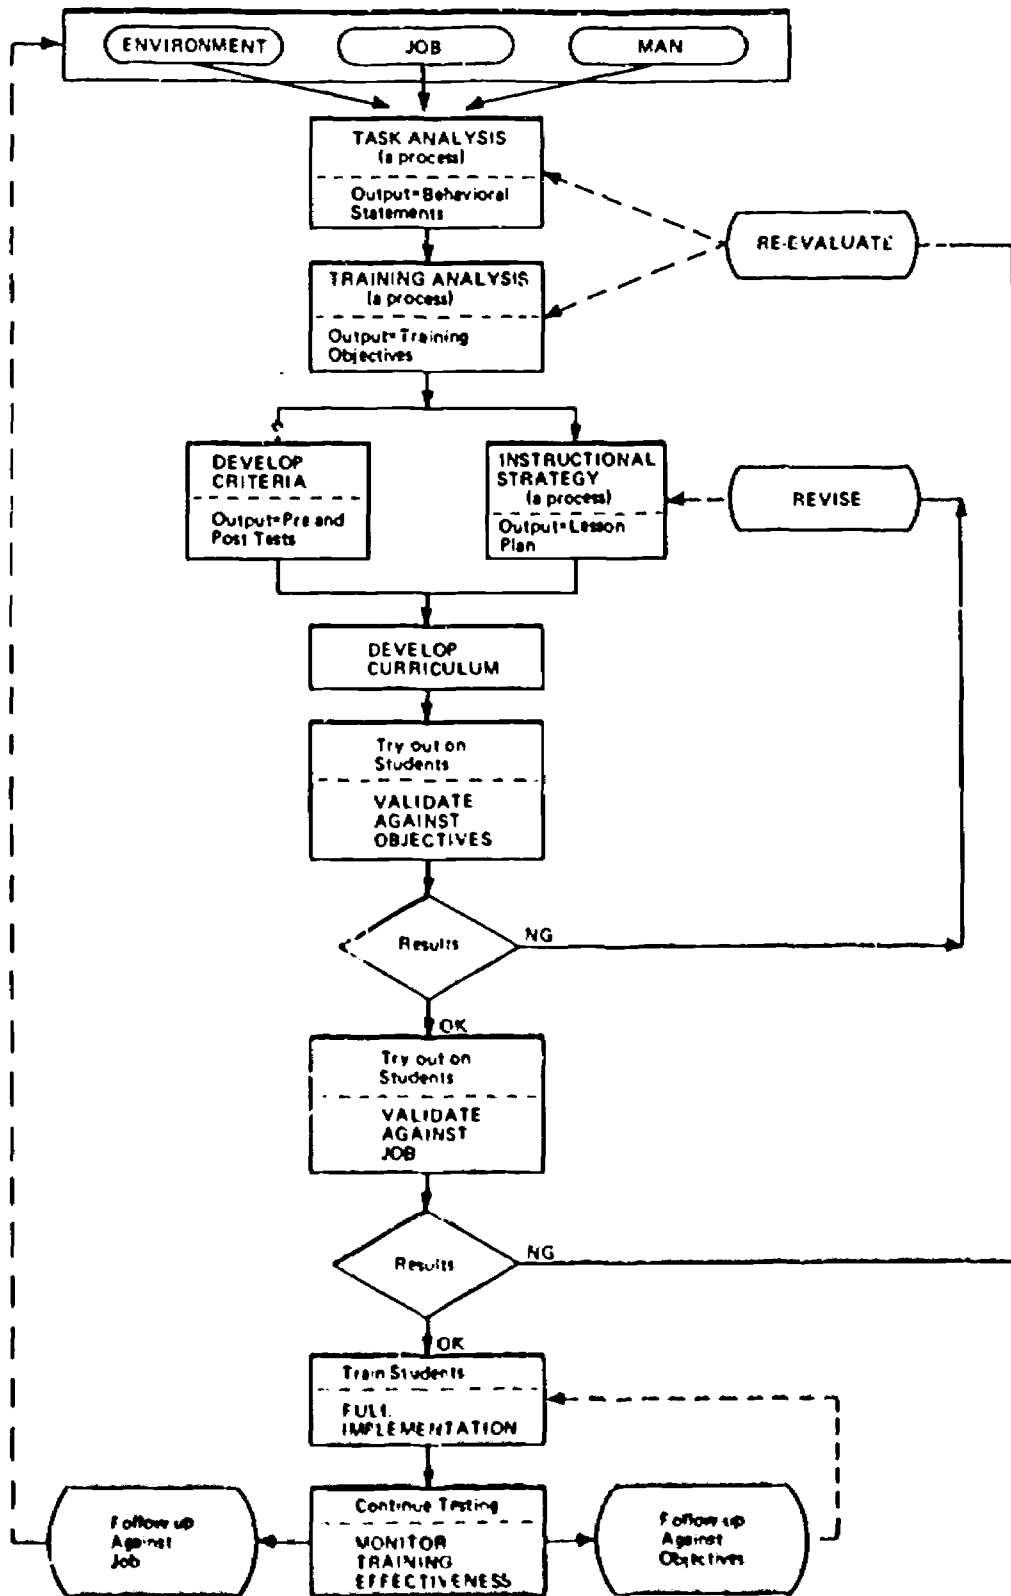 ENVIRONMENT
JOB
MAN
TASK ANALYSIS
(a process)
Output=Behavioral
Statements
RE-EVALUATE
TRAINING ANALYSIS
(a process)
Output=Training
Objectives
DEVELOP
CRITERIA
Output=Pre and
Post Tests
INSTRUCTIONAL
STRATEGY
(a process)
Output=Lesson
Plan
REVISE
DEVELOP
CURRICULUM
Try out on
Students
VALIDATE
AGAINST
OBJECTIVES
Results
NG
OK
Try out on
Students
VALIDATE
AGAINST
JOB
Results
NG
OK
Train Students
FULL
IMPLEMENTATION
Follow up
Against
Job
Continue Testing
MONITOR
TRAINING
EFFECTIVENESS
Follow up
Against
Objectives